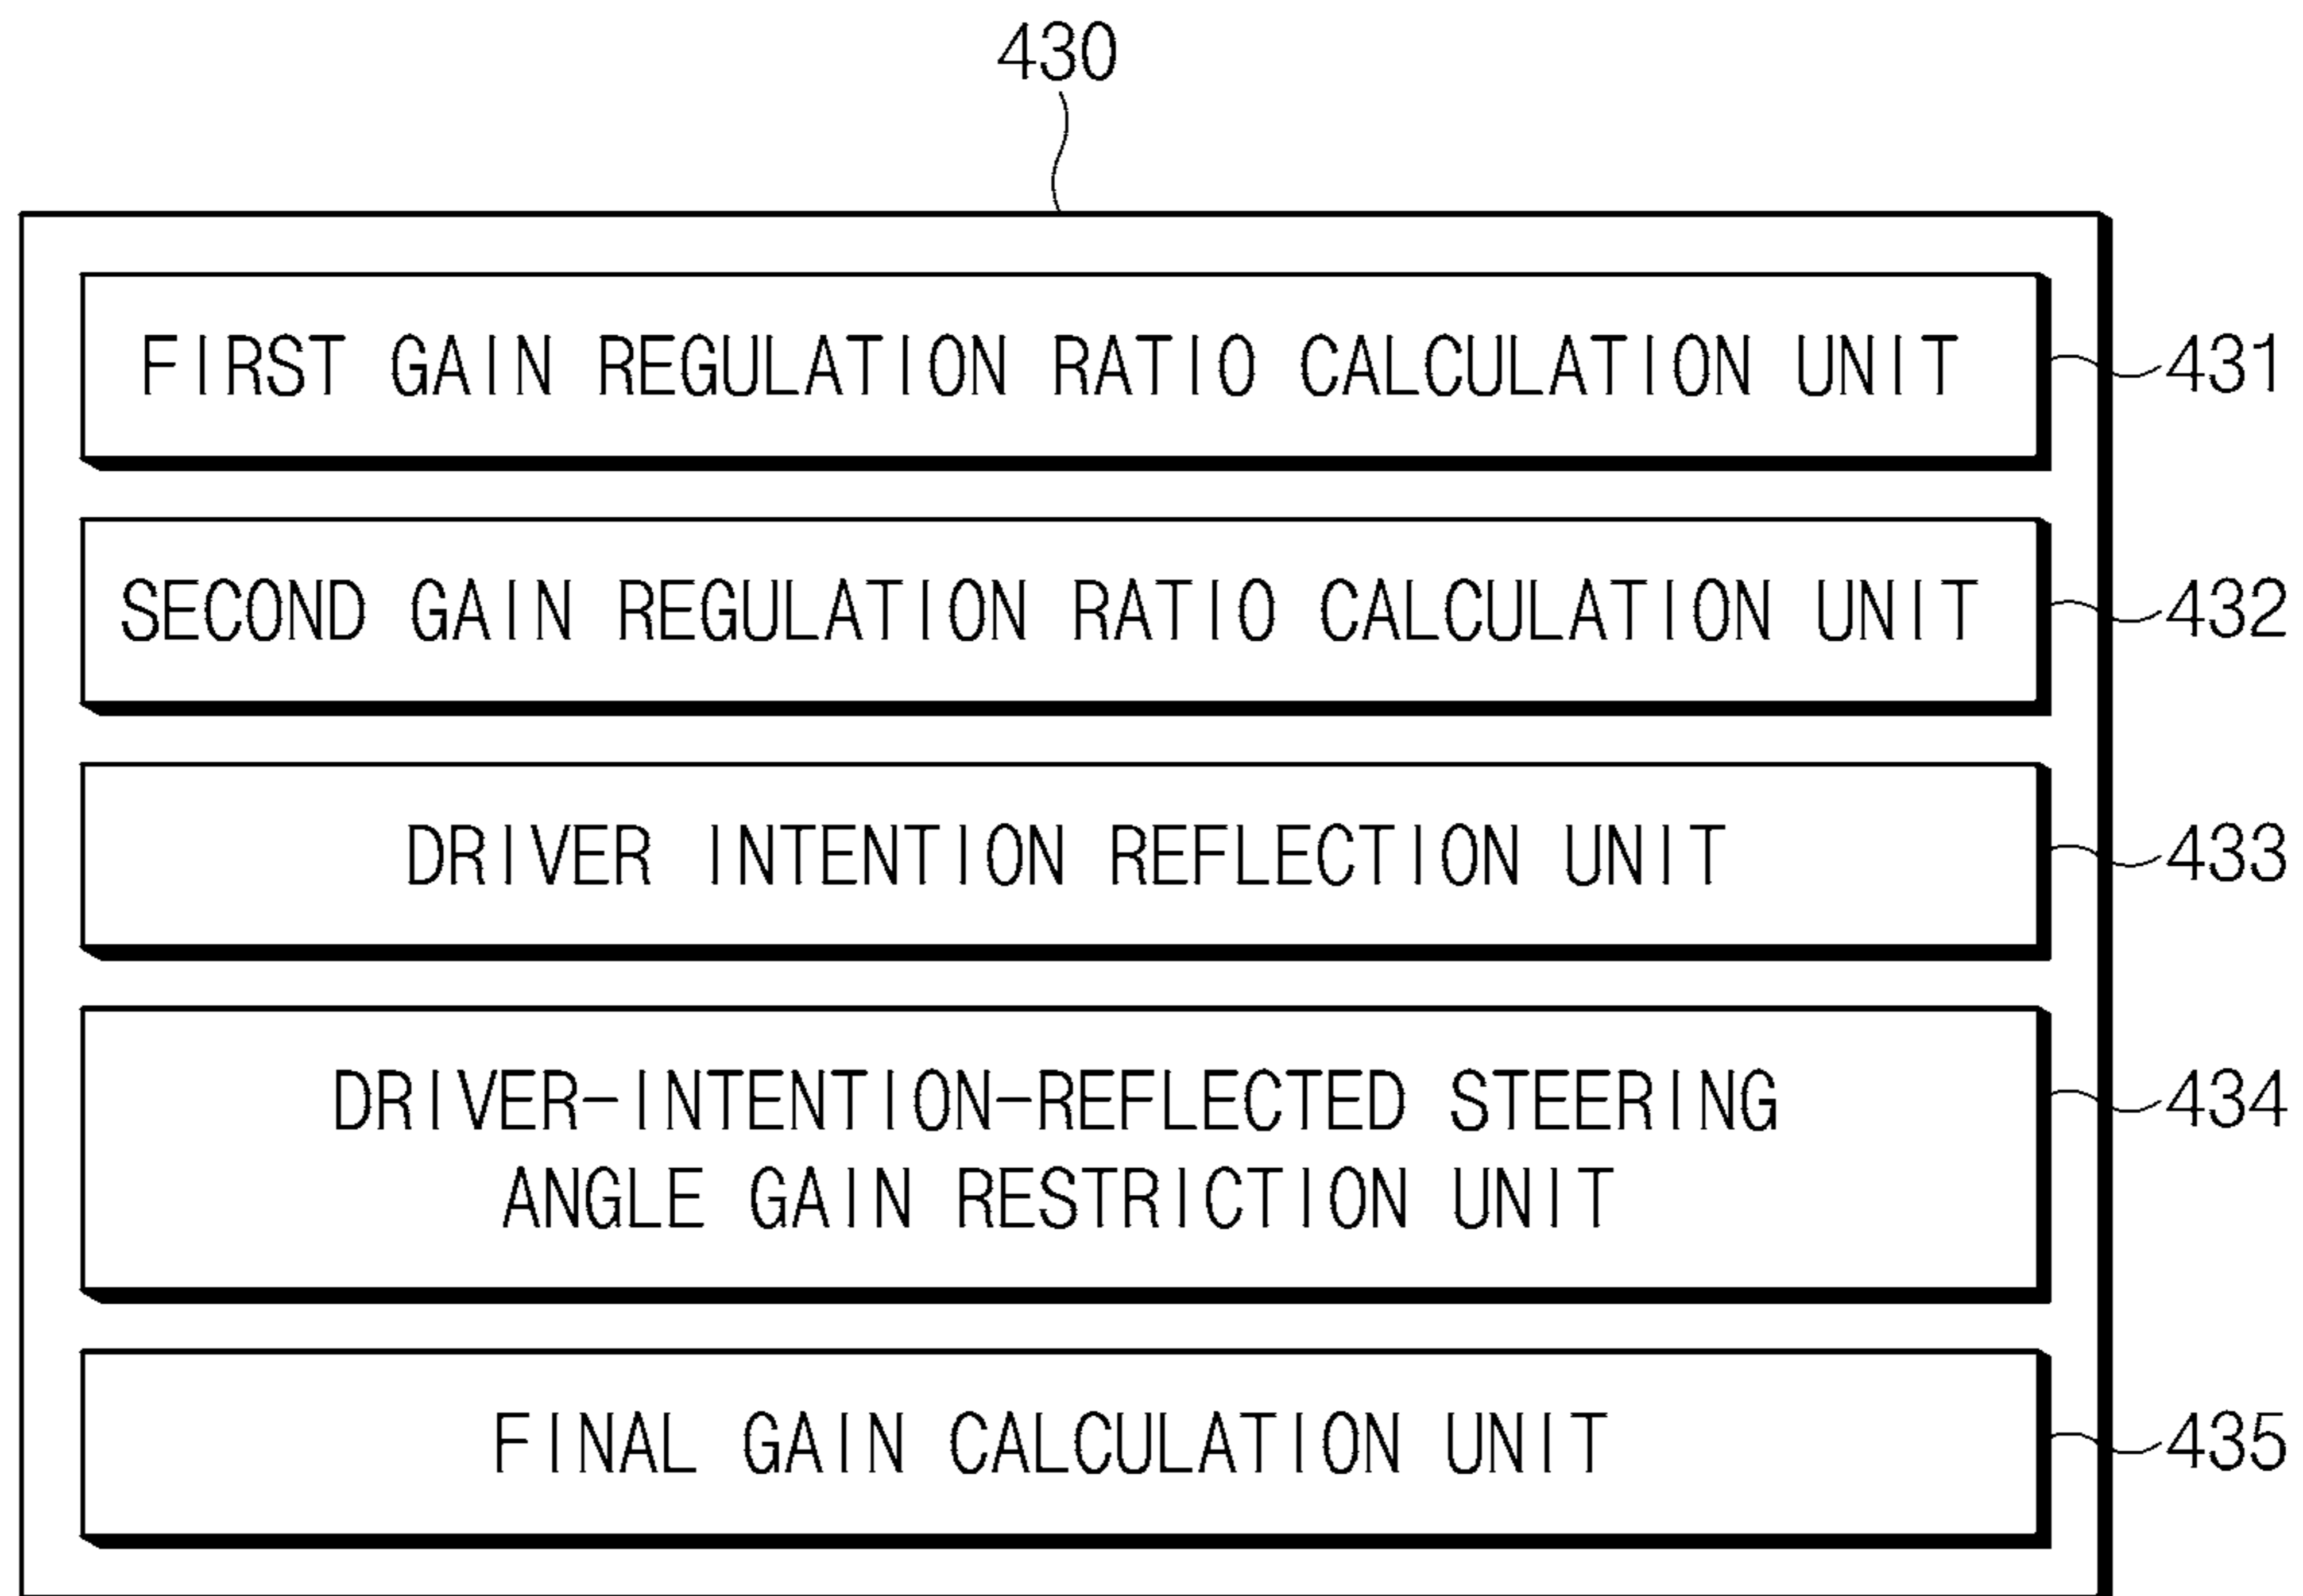 430
FIRST GAIN REGULATION RATIO CALCULATION UNIT
431
SECOND GAIN REGULATION RATIO CALCULATION UNIT
432
DRIVER INTENTION REFLECTION UNIT
433
DRIVER-INTENTION-REFLECTED STEERING
434
ANGLE GAIN RESTRICTION UNIT
FINAL GAIN CALCULATION UNIT
435